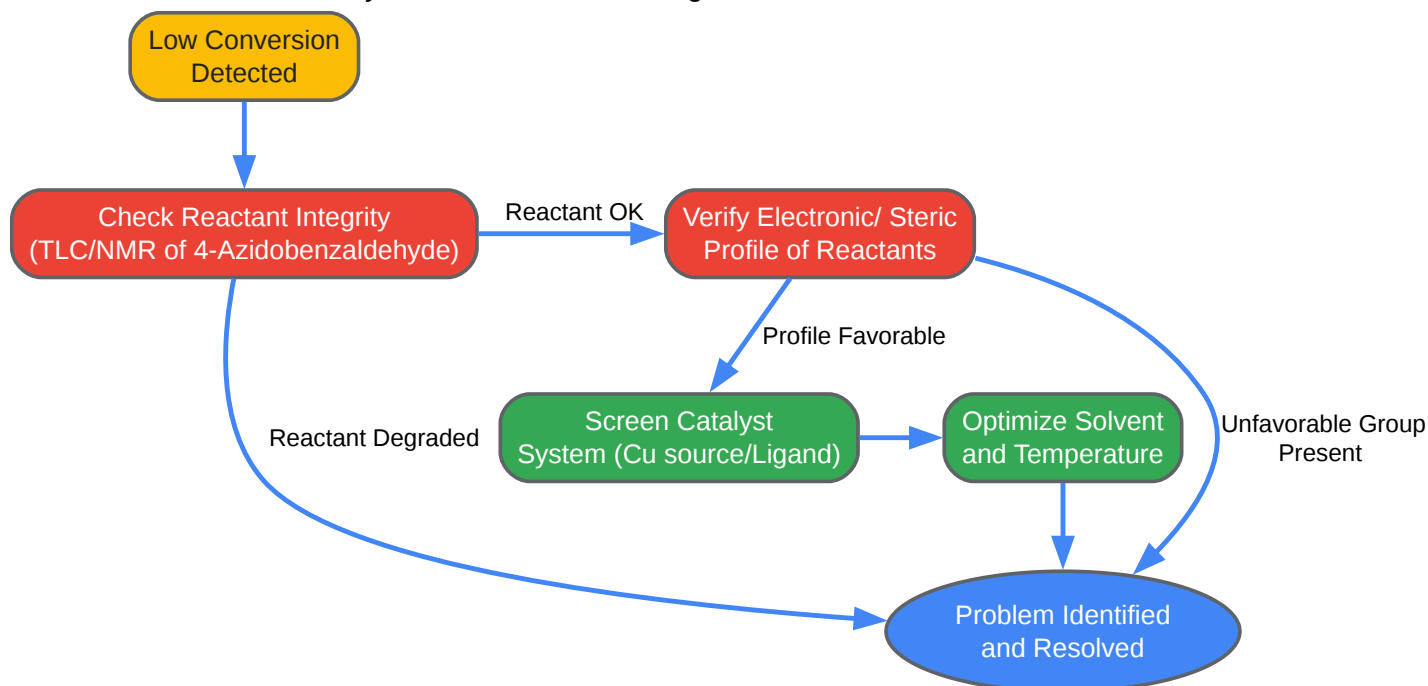 Low Conversion
Detected
Check Reactant Integrity
(TLC/NMR of 4-Azidobenzaldehyde)
Reactant OK
Verify Electronic/ Steric
Profile of Reactants
Profile Favorable
Reactant Degraded
Screen Catalyst
System (Cu source/Ligand)
Optimize Solvent
and Temperature
Unfavorable Group
Present
Problem Identified
and Resolved